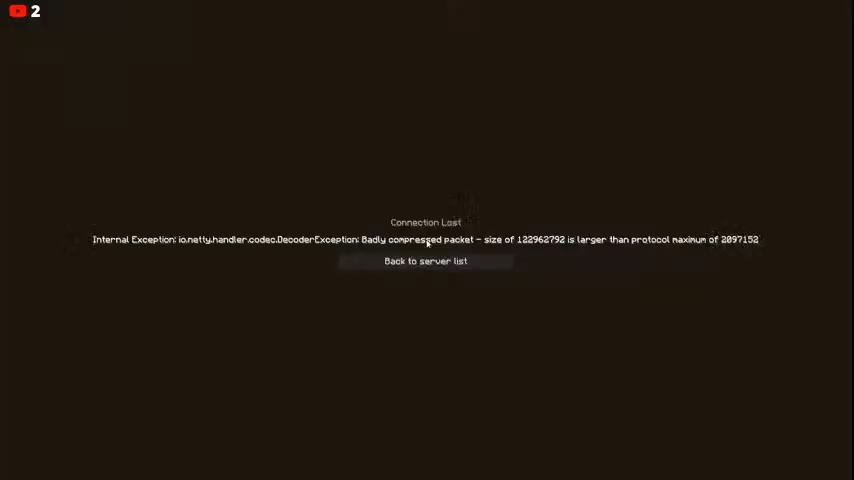 2
Connection Lost
Internal Exception: io.netty.handler.codec.DecoderException: Badly compressed packet - size of 122962792 is larger than protocol maximum of 2097152
Back to server list